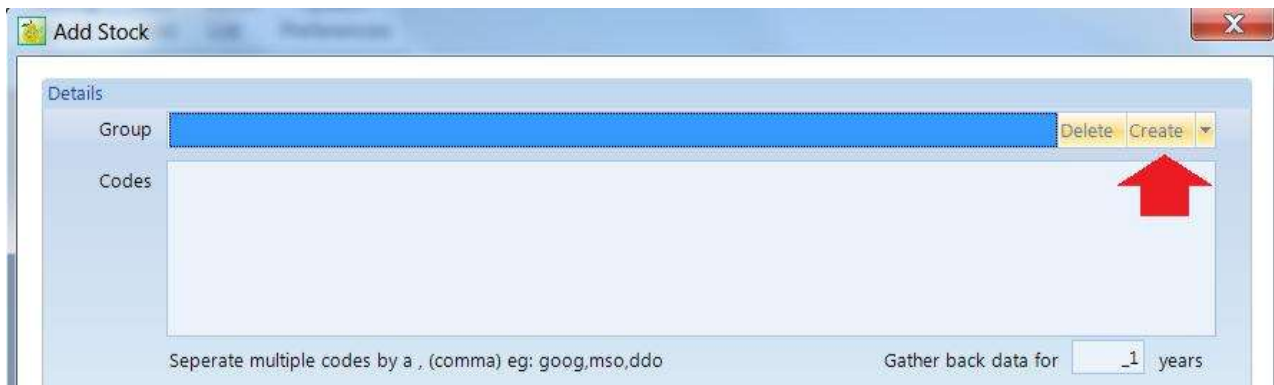 Add Stock
Details
Group Delete Create
Codes
Seperate multiple codes by a , (comma) eg: goog,mso,ddo Gather back data for _1 years